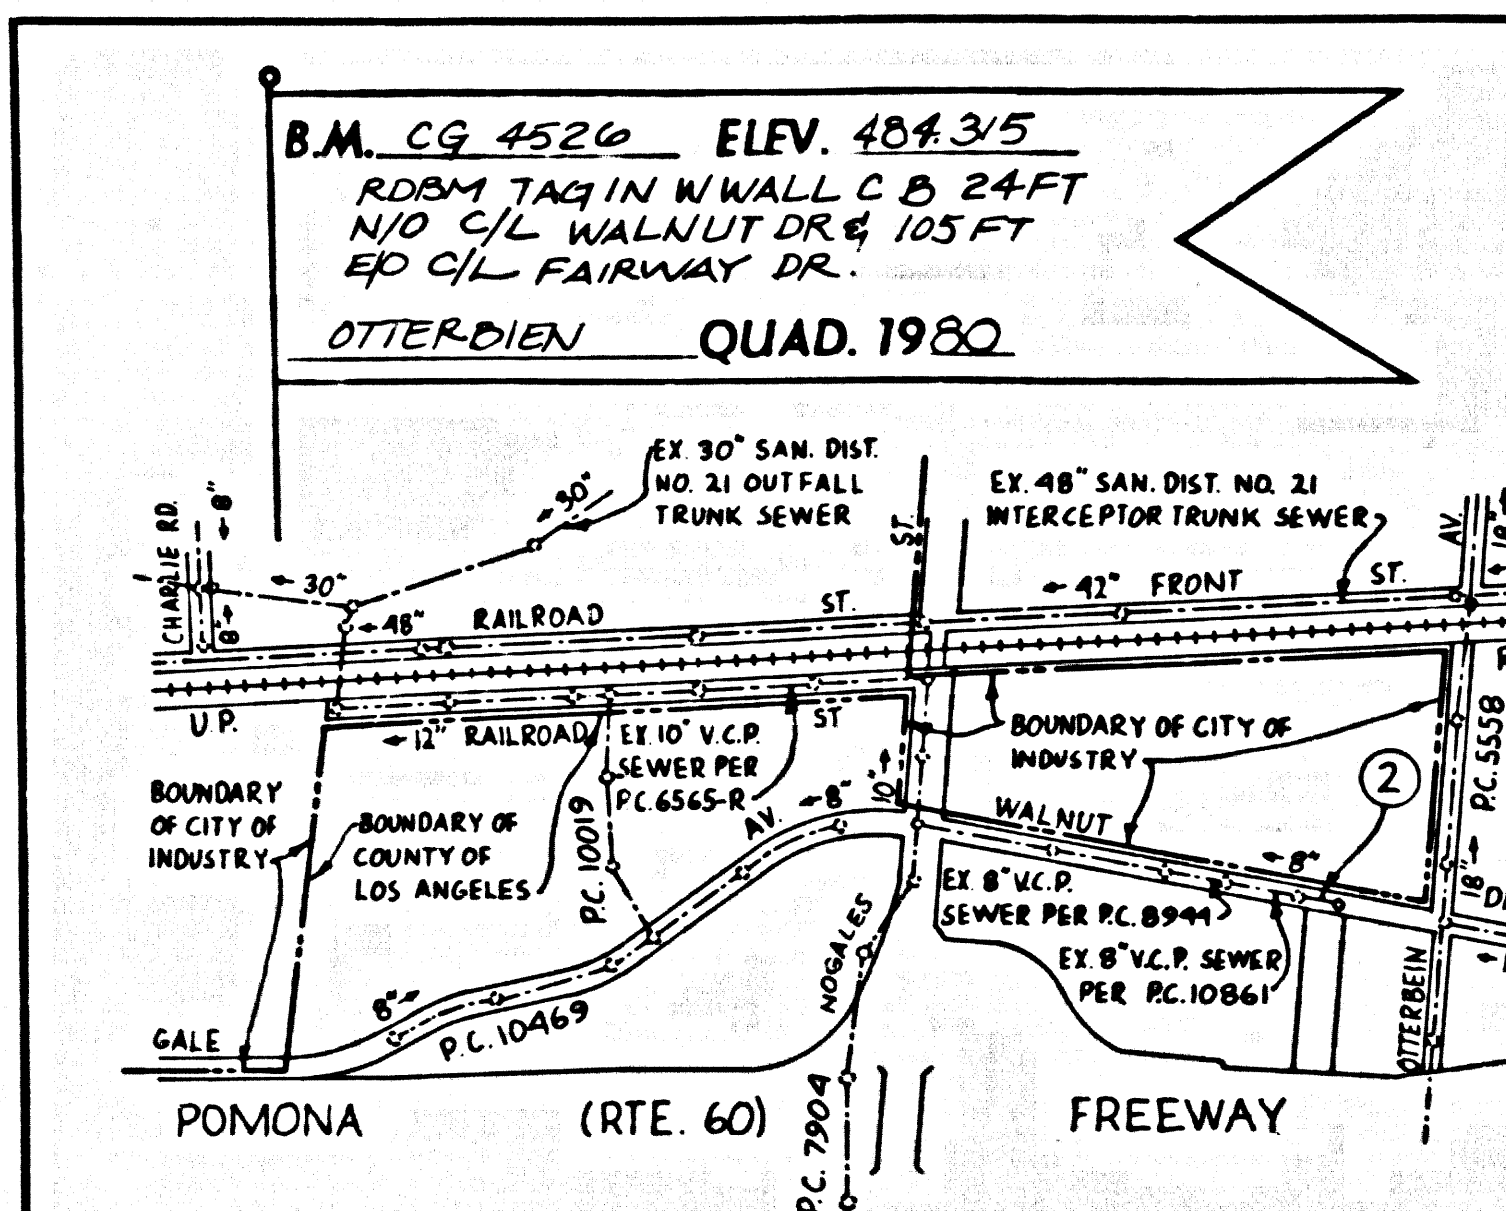 B.M. CG 4526 ELEV. 484.315
RDBM TAG IN W WALL C B 24 FT
N/O C/L WALNUT DR & 105 FT
E/O C/L FAIRWAY DR.
OTTERBIEN QUAD. 1980
EX. 30" SAN. DIST.
NO. 21 OUTFALL
TRUNK SEWER
EX. 48" SAN. DIST. NO. 21
INTERCEPTOR TRUNK SEWER
CHARLIE RD.
8"
8"
30"
30"
48"
RAILROAD ST.
ST.
42" FRONT ST.
AV.
18"
U.P.
12" RAILROAD ST
EX. 10" V.C.P.
SEWER PER
P.C. 6565-R
BOUNDARY OF CITY OF
INDUSTRY
BOUNDARY
OF CITY OF
INDUSTRY
BOUNDARY OF
COUNTY OF
LOS ANGELES
P.C. 10019
AV.
8"
10"
WALNUT
8"
2
P.C. 5558
18"
EX. 8" V.C.P.
SEWER PER P.C. 8944
EX. 8" V.C.P. SEWER
PER P.C. 10861
NOGALES
OTTERBEIN
8"
P.C. 10469
GALE
POMONA (RTE. 60) FREEWAY
P.C. 7904